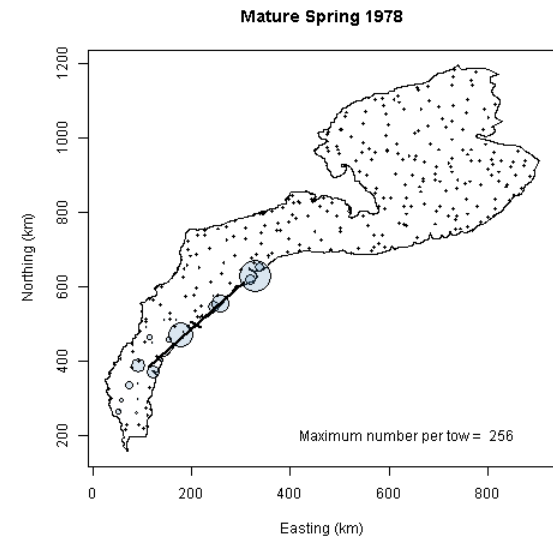 Mature Spring 1978
1200
1000
800
600
400
200
Northing (km)
Maximum number per tow = 256
0 200 400 600 800
Easting (km)